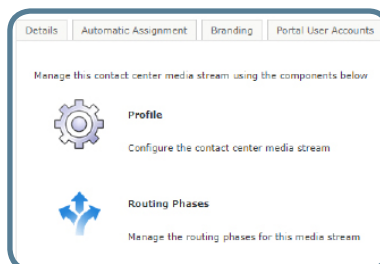 Details Automatic Assignment Branding Portal User Accounts
Manage this contact center media stream using the components below
Profile
Configure the contact center media stream
Routing Phases
Manage the routing phases for this media stream